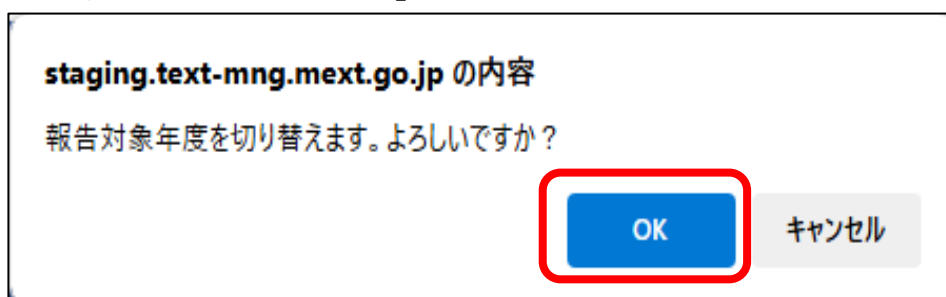 staging.text-mng.mext.go.jp の内容
報告対象年度を切り替えます。よろしいですか？
OK
キャンセル